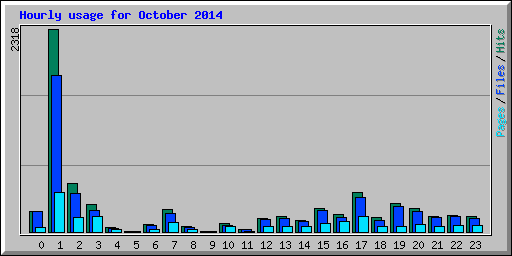 Hourly usage for October 2014
2318
Pages/Files/Hits
0 1 2 3 4 5 6 7 8 9 10 11 12 13 14 15 16 17 18 19 20 21 22 23